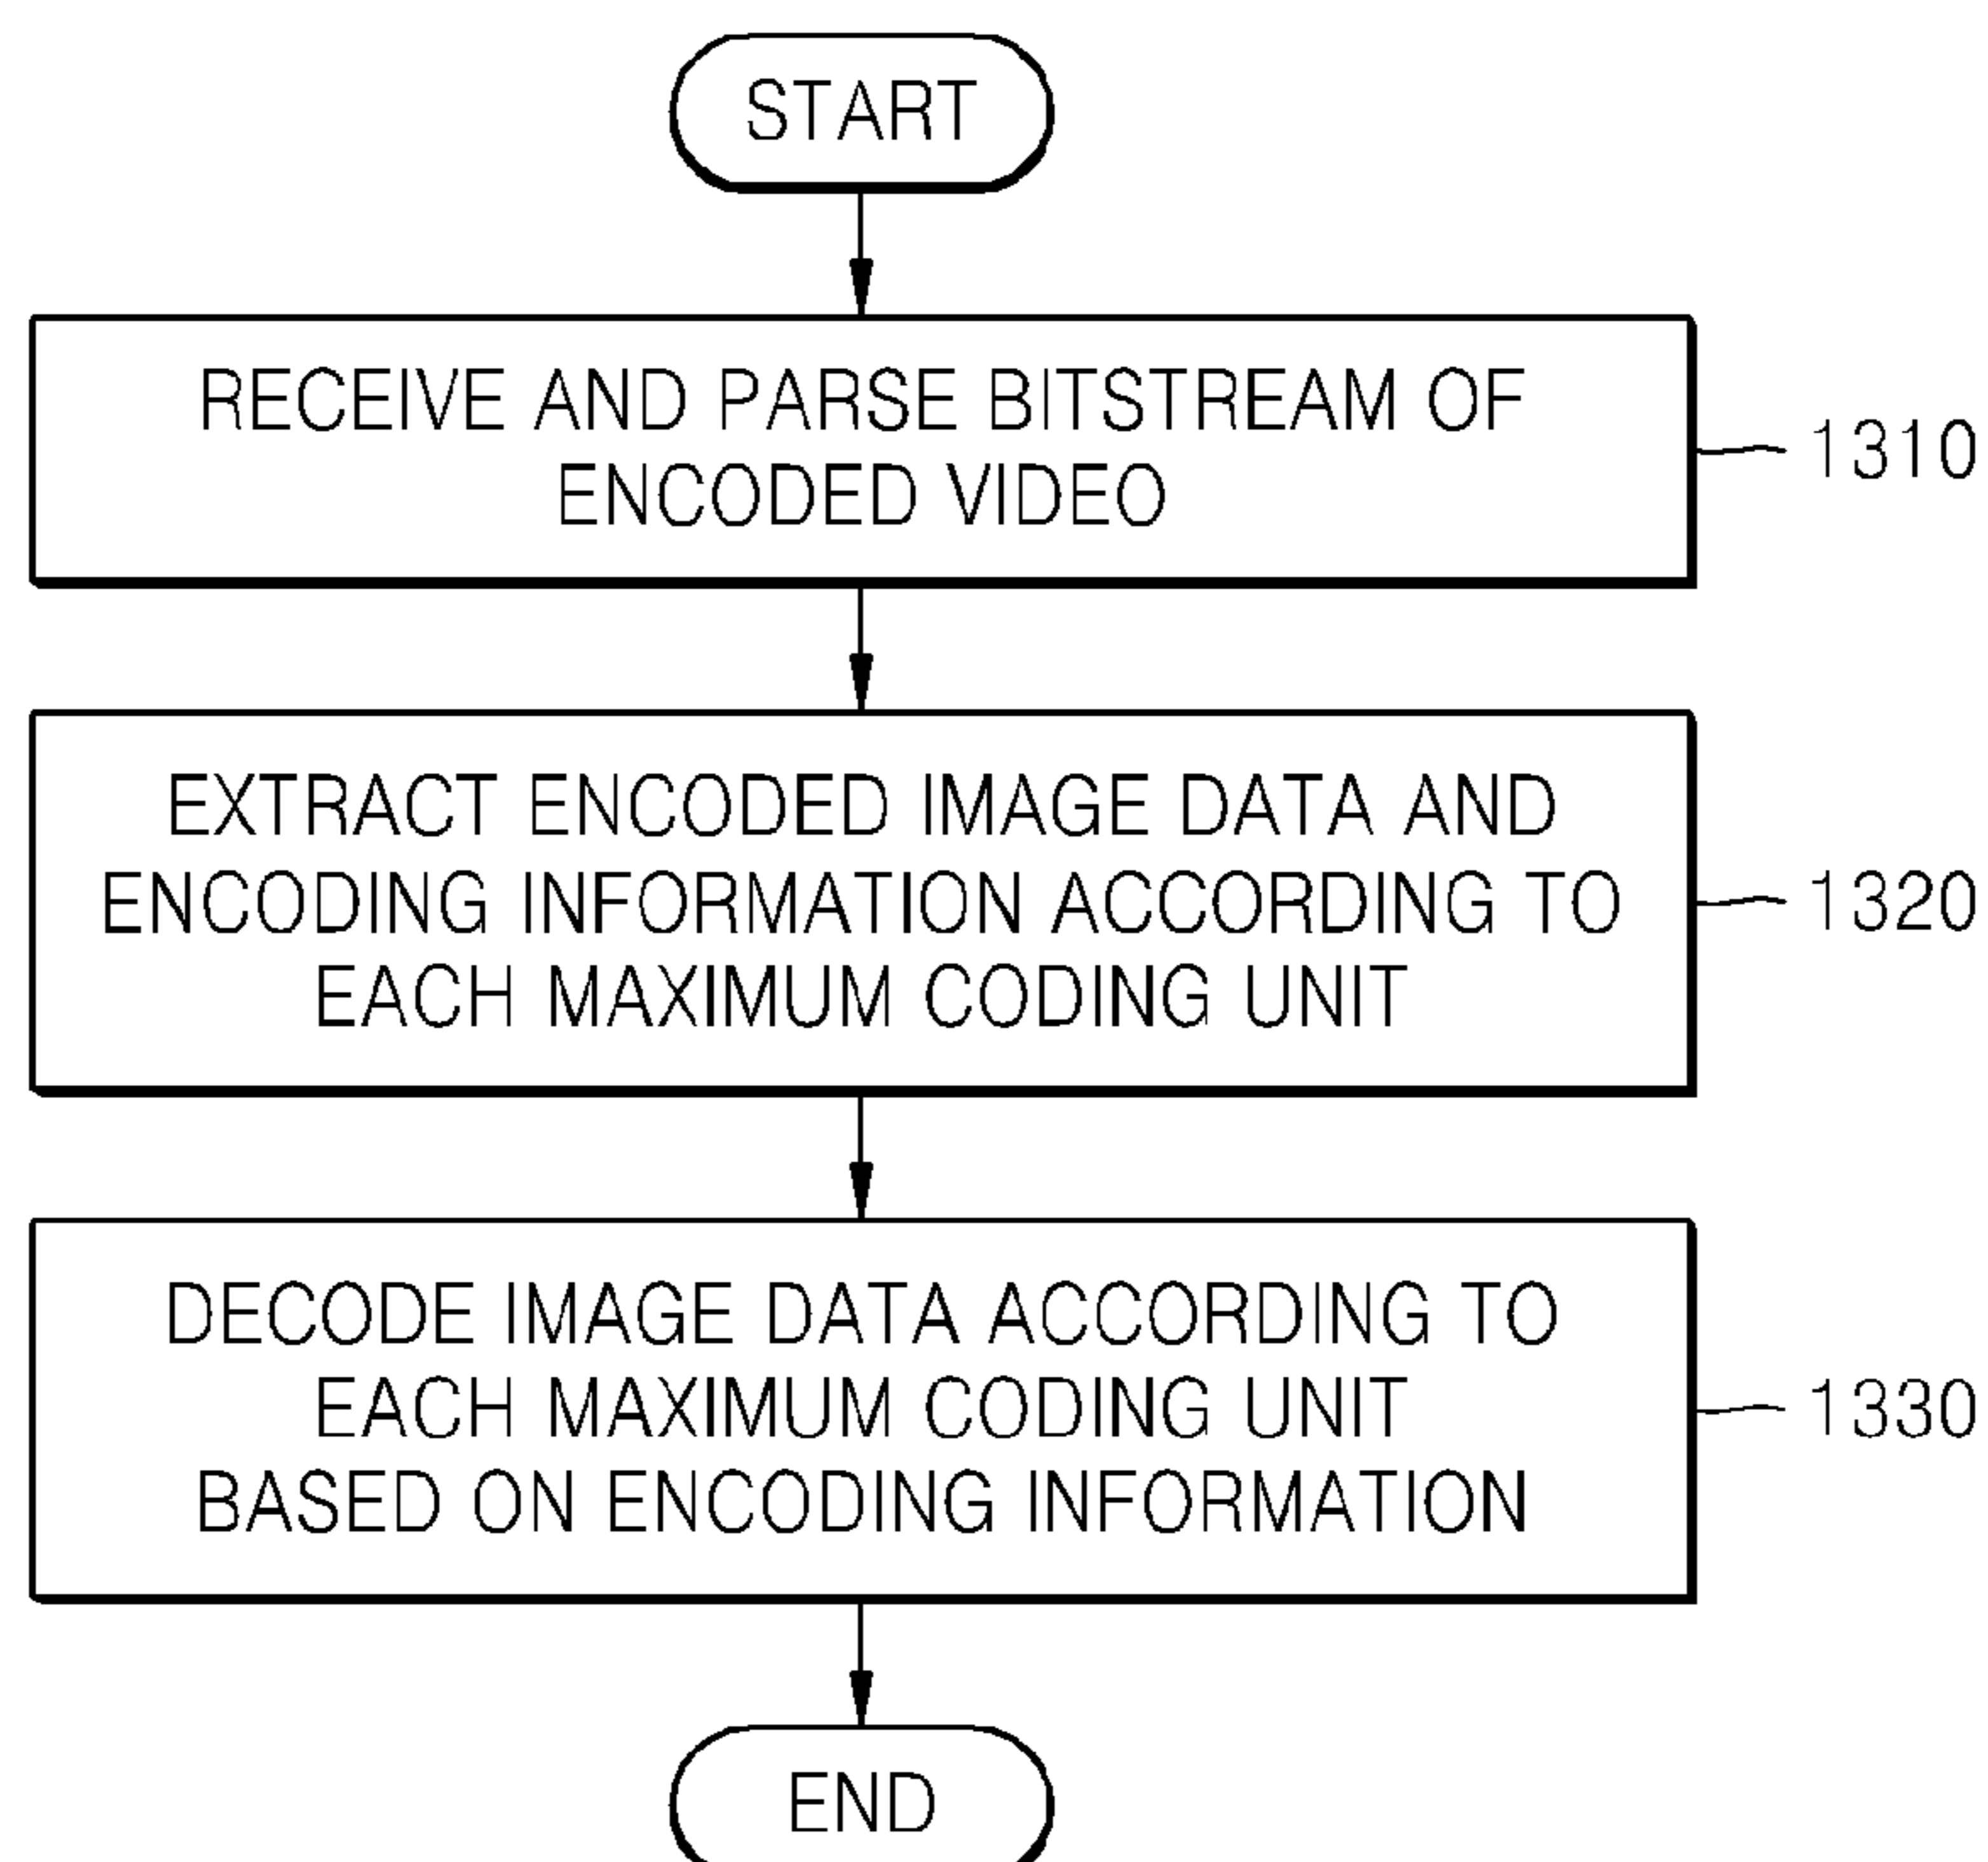 START
RECEIVE AND PARSE BITSTREAM OF
ENCODED VIDEO
1310
EXTRACT ENCODED IMAGE DATA AND
ENCODING INFORMATION ACCORDING TO
EACH MAXIMUM CODING UNIT
1320
DECODE IMAGE DATA ACCORDING TO
EACH MAXIMUM CODING UNIT
BASED ON ENCODING INFORMATION
1330
END